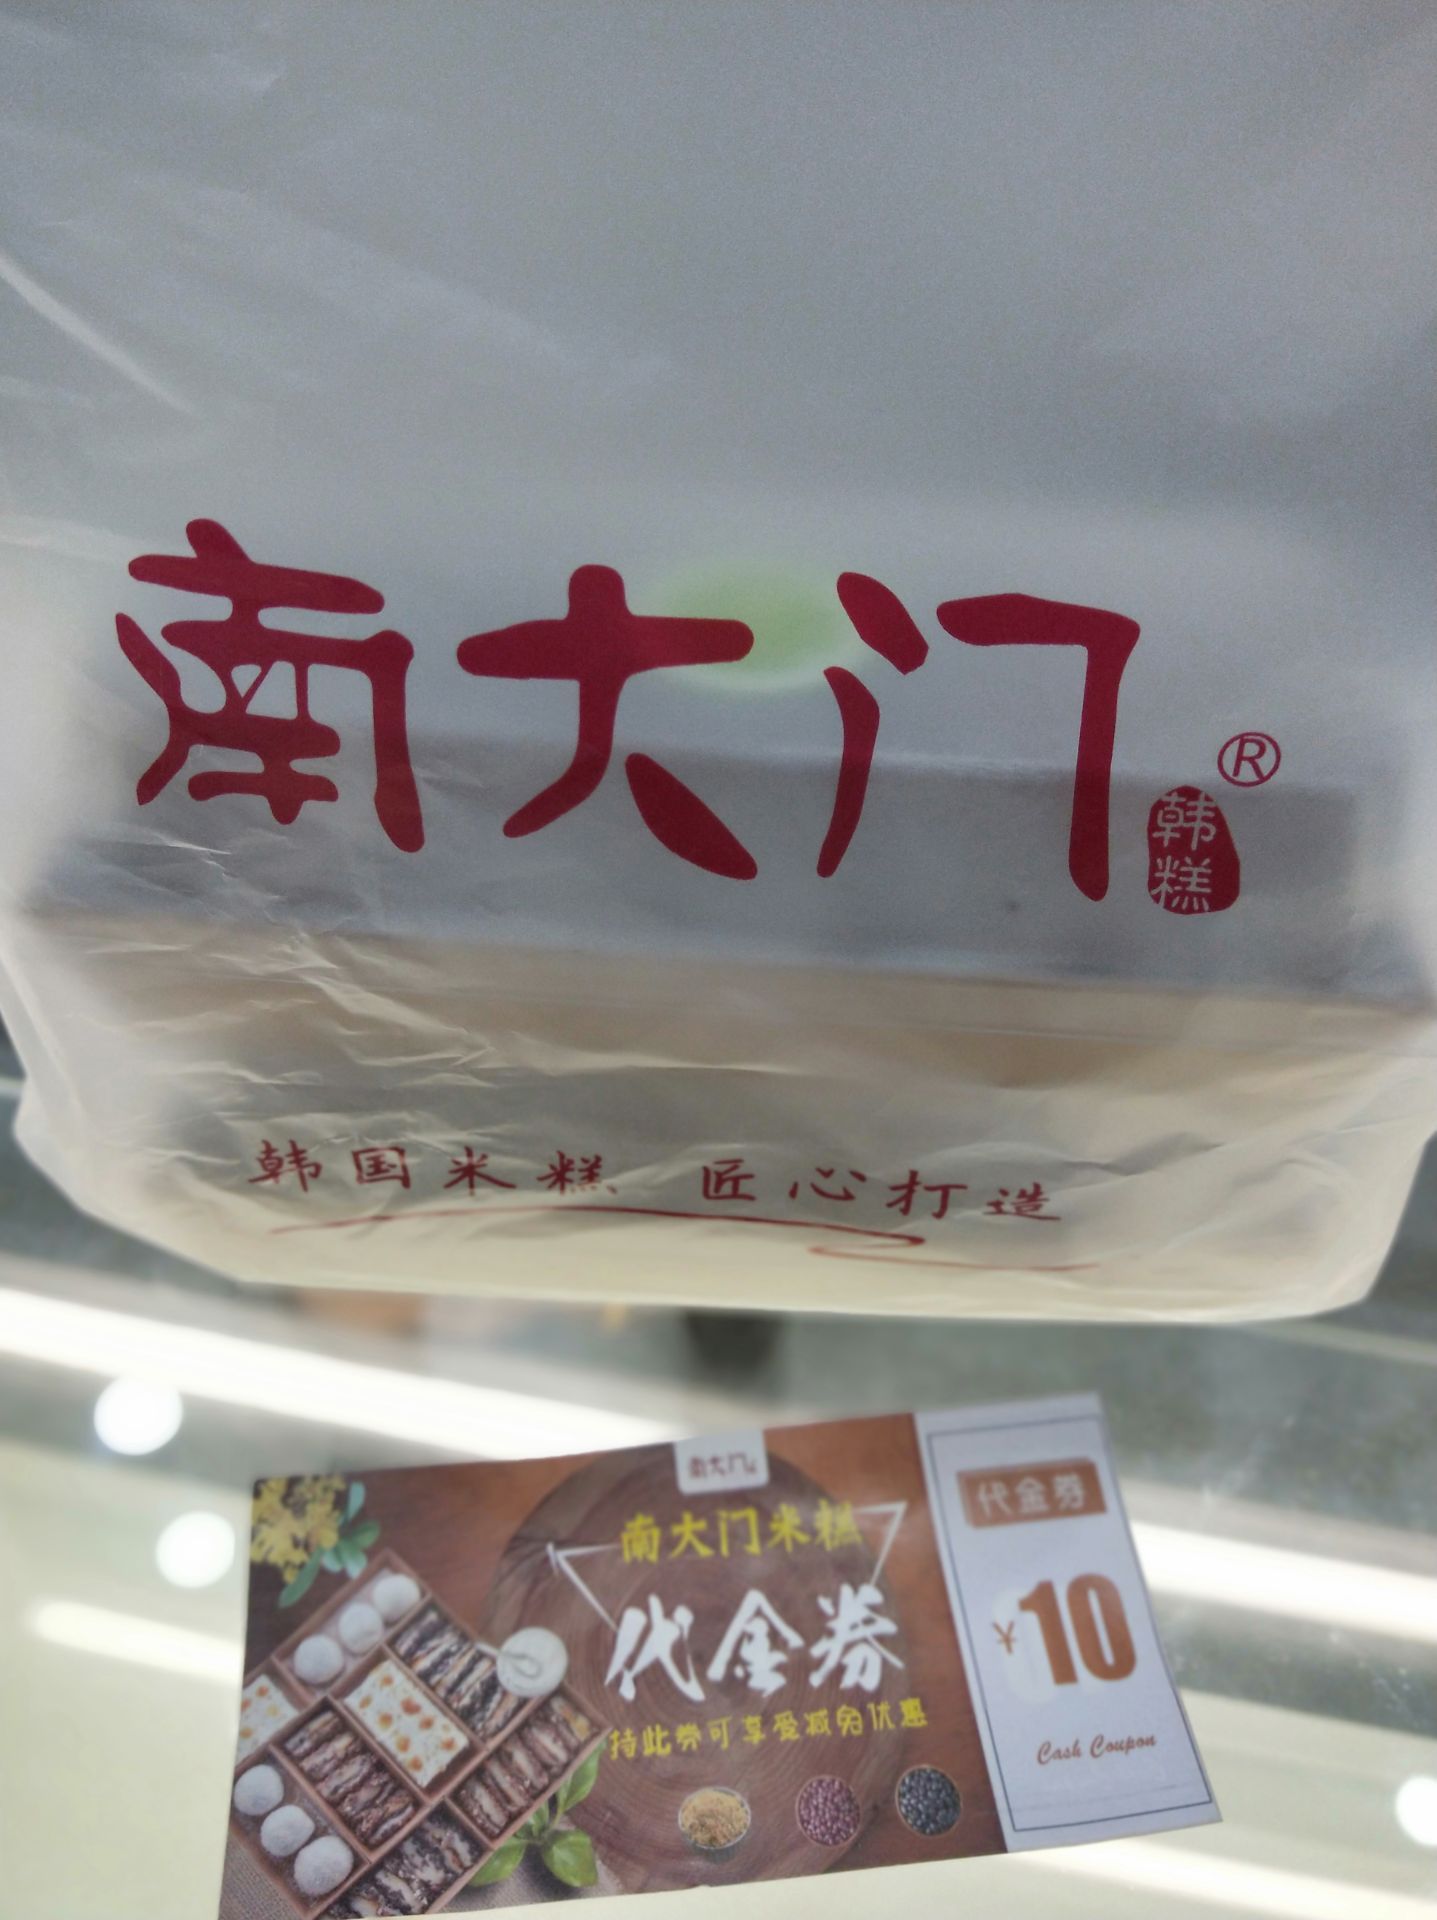 南大门
®
韩糕
韩国米糕 匠心打造
南大门
南大门米糕
代金券
持此券可享受减免优惠
代金券
¥10
Cash Coupon